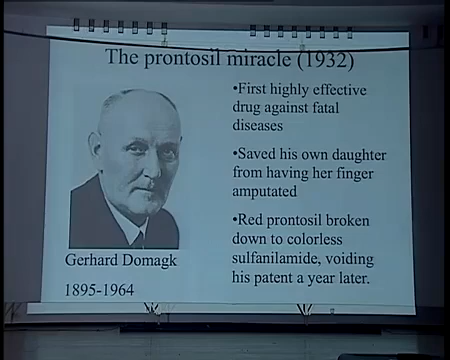 The prontosil miracle (1932)
•First highly effective
drug against fatal
diseases
•Saved his own daughter
from having her finger
amputated
•Red prontosil broken
down to colorless
sulfanilamide, voiding
his patent a year later.
Gerhard Domagk
1895-1964